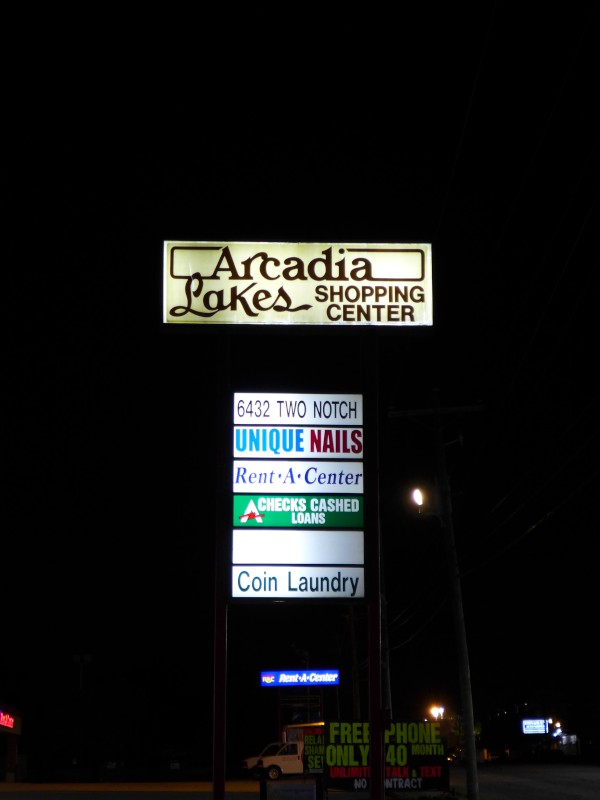 Arcadia
Lakes SHOPPING
CENTER
6432 TWO NOTCH
UNIQUE NAILS
Rent·A·Center
CHECKS CASHED
LOANS
Coin Laundry
RAC Rent-A-Center
FREE PHONE
ONLY 40 MONTH
UNLIMITED TALK & TEXT
NO CONTRACT